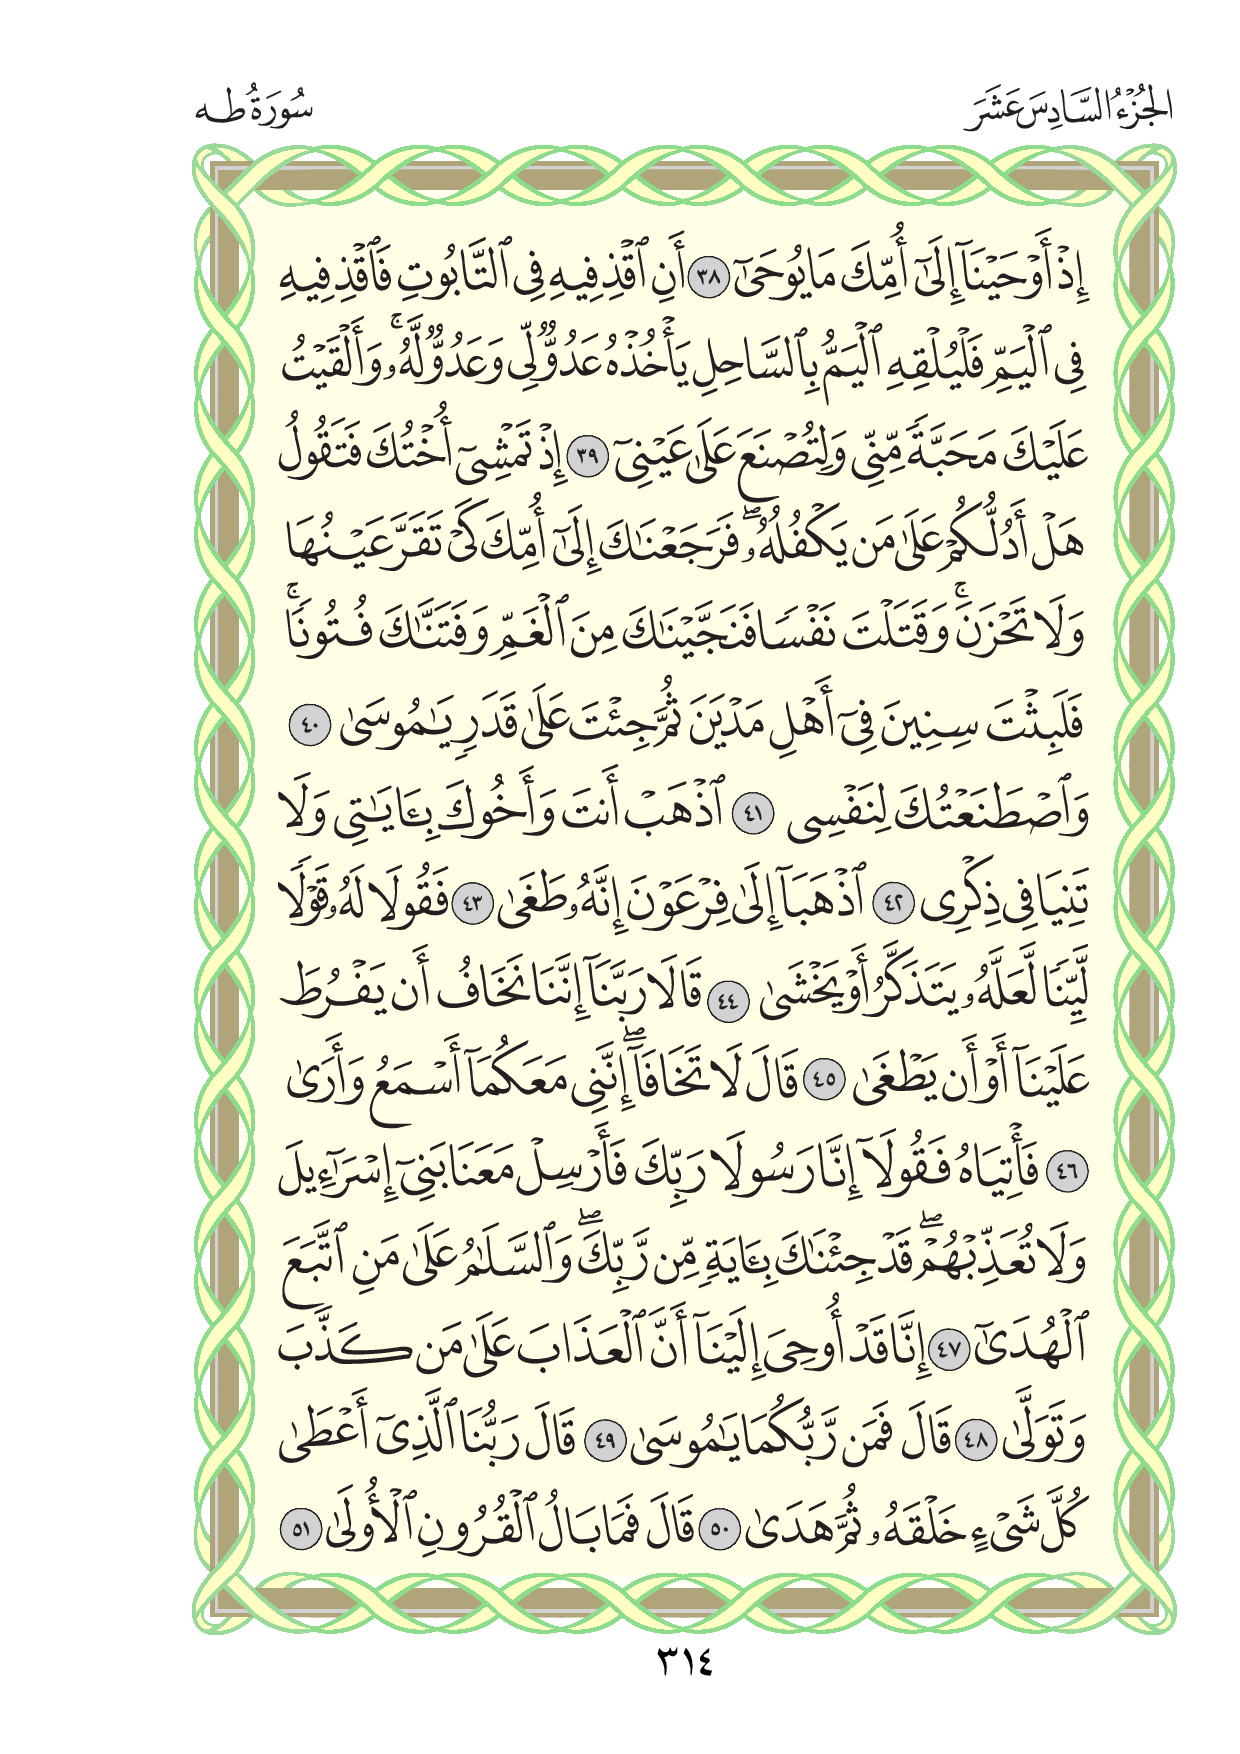 الجُزْءُ السَّادِسَ عَشَرَ
سُورَةُ طه
إِذْ أَوْحَيْنَآ إِلَىٰٓ أُمِّكَ مَا يُوحَىٰٓ ٣٨ أَنِ ٱقْذِفِيهِ فِى ٱلتَّابُوتِ فَٱقْذِفِيهِ
فِى ٱلْيَمِّ فَلْيُلْقِهِ ٱلْيَمُّ بِٱلسَّاحِلِ يَأْخُذْهُ عَدُوٌّ لِّى وَعَدُوٌّ لَّهُۥۚ وَأَلْقَيْتُ
عَلَيْكَ مَحَبَّةً مِّنِّى وَلِتُصْنَعَ عَلَىٰ عَيْنِىٓ ٣٩ إِذْ تَمْشِىٓ أُخْتُكَ فَتَقُولُ
هَلْ أَدُلُّكُمْ عَلَىٰ مَن يَكْفُلُهُۥۖ فَرَجَعْنَٰكَ إِلَىٰٓ أُمِّكَ كَىْ تَقَرَّ عَيْنُهَا
وَلَا تَحْزَنَۚ وَقَتَلْتَ نَفْسًا فَنَجَّيْنَٰكَ مِنَ ٱلْغَمِّ وَفَتَنَّٰكَ فُتُونًاۚ
فَلَبِثْتَ سِنِينَ فِىٓ أَهْلِ مَدْيَنَ ثُمَّ جِئْتَ عَلَىٰ قَدَرٍ يَٰمُوسَىٰ ٤٠
وَٱصْطَنَعْتُكَ لِنَفْسِى ٤١ ٱذْهَبْ أَنتَ وَأَخُوكَ بِـَٔايَٰتِى وَلَا
تَنِيَا فِى ذِكْرِى ٤٢ ٱذْهَبَآ إِلَىٰ فِرْعَوْنَ إِنَّهُۥ طَغَىٰ ٤٣ فَقُولَا لَهُۥ قَوْلًا
لَّيِّنًا لَّعَلَّهُۥ يَتَذَكَّرُ أَوْ يَخْشَىٰ ٤٤ قَالَا رَبَّنَآ إِنَّنَا نَخَافُ أَن يَفْرُطَ
عَلَيْنَآ أَوْ أَن يَطْغَىٰ ٤٥ قَالَ لَا تَخَافَآۖ إِنَّنِى مَعَكُمَآ أَسْمَعُ وَأَرَىٰ
٤٦ فَأْتِيَاهُ فَقُولَآ إِنَّا رَسُولَا رَبِّكَ فَأَرْسِلْ مَعَنَا بَنِىٓ إِسْرَٰٓءِيلَ
وَلَا تُعَذِّبْهُمْۖ قَدْ جِئْنَٰكَ بِـَٔايَةٍ مِّن رَّبِّكَۖ وَٱلسَّلَٰمُ عَلَىٰ مَنِ ٱتَّبَعَ
ٱلْهُدَىٰٓ ٤٧ إِنَّا قَدْ أُوحِىَ إِلَيْنَآ أَنَّ ٱلْعَذَابَ عَلَىٰ مَن كَذَّبَ
وَتَوَلَّىٰ ٤٨ قَالَ فَمَن رَّبُّكُمَا يَٰمُوسَىٰ ٤٩ قَالَ رَبُّنَا ٱلَّذِىٓ أَعْطَىٰ
كُلَّ شَىْءٍ خَلْقَهُۥ ثُمَّ هَدَىٰ ٥٠ قَالَ فَمَا بَالُ ٱلْقُرُونِ ٱلْأُولَىٰ ٥١
٣١٤